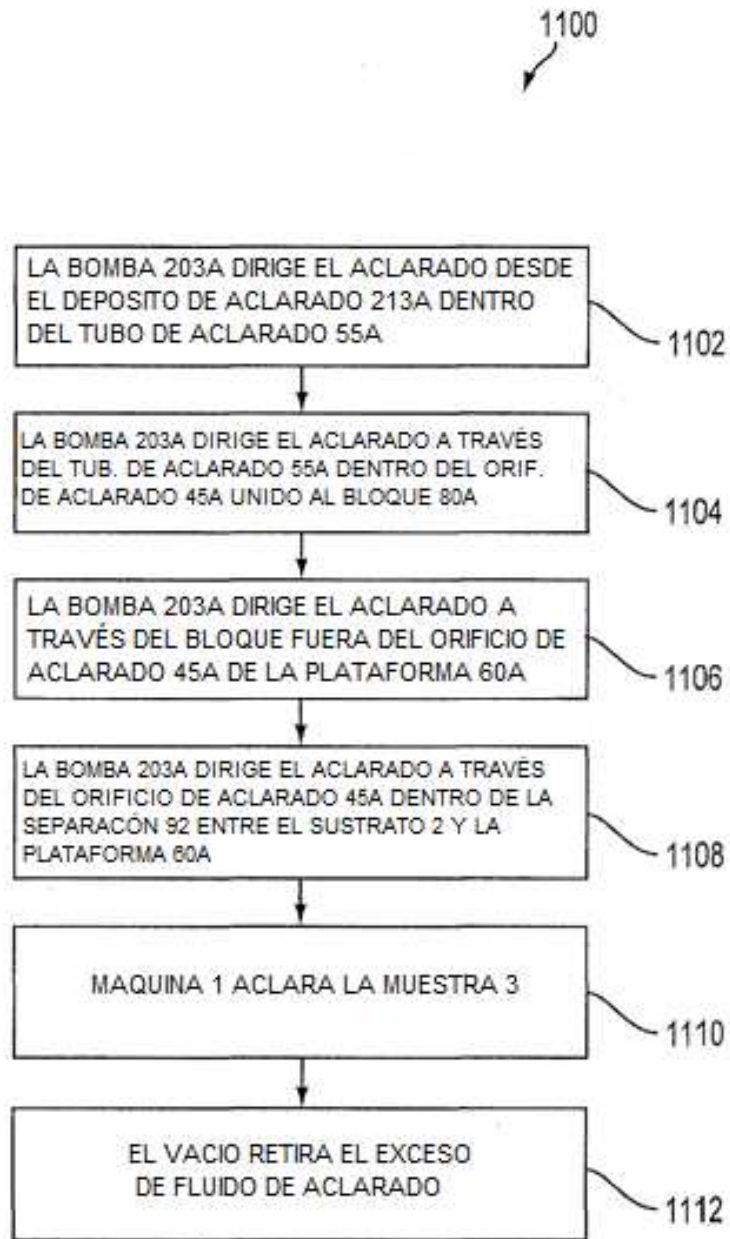 1100
LA BOMBA 203A DIRIGE EL ACLARADO DESDE
EL DEPOSITO DE ACLARADO 213A DENTRO
DEL TUBO DE ACLARADO 55A
1102
LA BOMBA 203A DIRIGE EL ACLARADO A TRAVÉS
DEL TUB. DE ACLARADO 55A DENTRO DEL ORIF.
DE ACLARADO 45A UNIDO AL BLOQUE 80A
1104
LA BOMBA 203A DIRIGE EL ACLARADO A
TRAVÉS DEL BLOQUE FUERA DEL ORIFICIO DE
ACLARADO 45A DE LA PLATAFORMA 60A
1106
LA BOMBA 203A DIRIGE EL ACLARADO A TRAVÉS
DEL ORIFICIO DE ACLARADO 45A DENTRO DE LA
SEPARACÓN 92 ENTRE EL SUSTRATO 2 Y LA
PLATAFORMA 60A
1108
MAQUINA 1 ACLARA LA MUESTRA 3
1110
EL VACIO RETIRA EL EXCESO
DE FLUIDO DE ACLARADO
1112